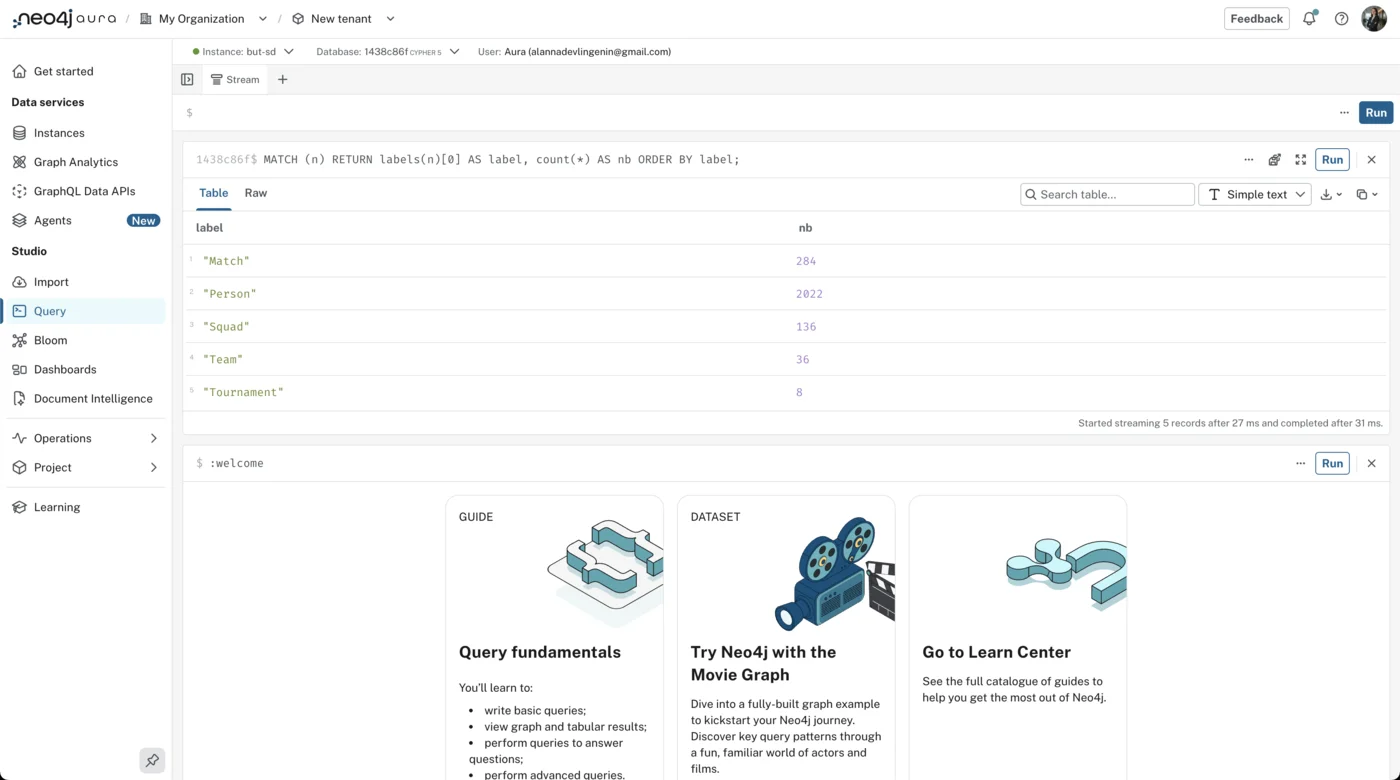 neo4j aura / My Organization / New tenant Feedback
Instance: but-sd Database: 1438c86f CYPHER 5 User: Aura (alannadevlingenin@gmail.com)
Get started
Data services
Instances
Graph Analytics
GraphQL Data APIs
Agents New
Studio
Import
Query
Bloom
Dashboards
Document Intelligence
Operations
Project
Learning
Stream +
$ ... Run
1438c86f$ MATCH (n) RETURN labels(n)[0] AS label, count(*) AS nb ORDER BY label; ... Run
Table Raw Search table... T Simple text
label nb
1 "Match" 284
2 "Person" 2022
3 "Squad" 136
4 "Team" 36
5 "Tournament" 8
Started streaming 5 records after 27 ms and completed after 31 ms.
$ :welcome ... Run
GUIDE
Query fundamentals
You'll learn to:
• write basic queries;
• view graph and tabular results;
• perform queries to answer
questions;
• perform advanced queries.
DATASET
Try Neo4j with the
Movie Graph
Dive into a fully-built graph example
to kickstart your Neo4j journey.
Discover key query patterns through
a fun, familiar world of actors and
films.
Go to Learn Center
See the full catalogue of guides to
help you get the most out of Neo4j.